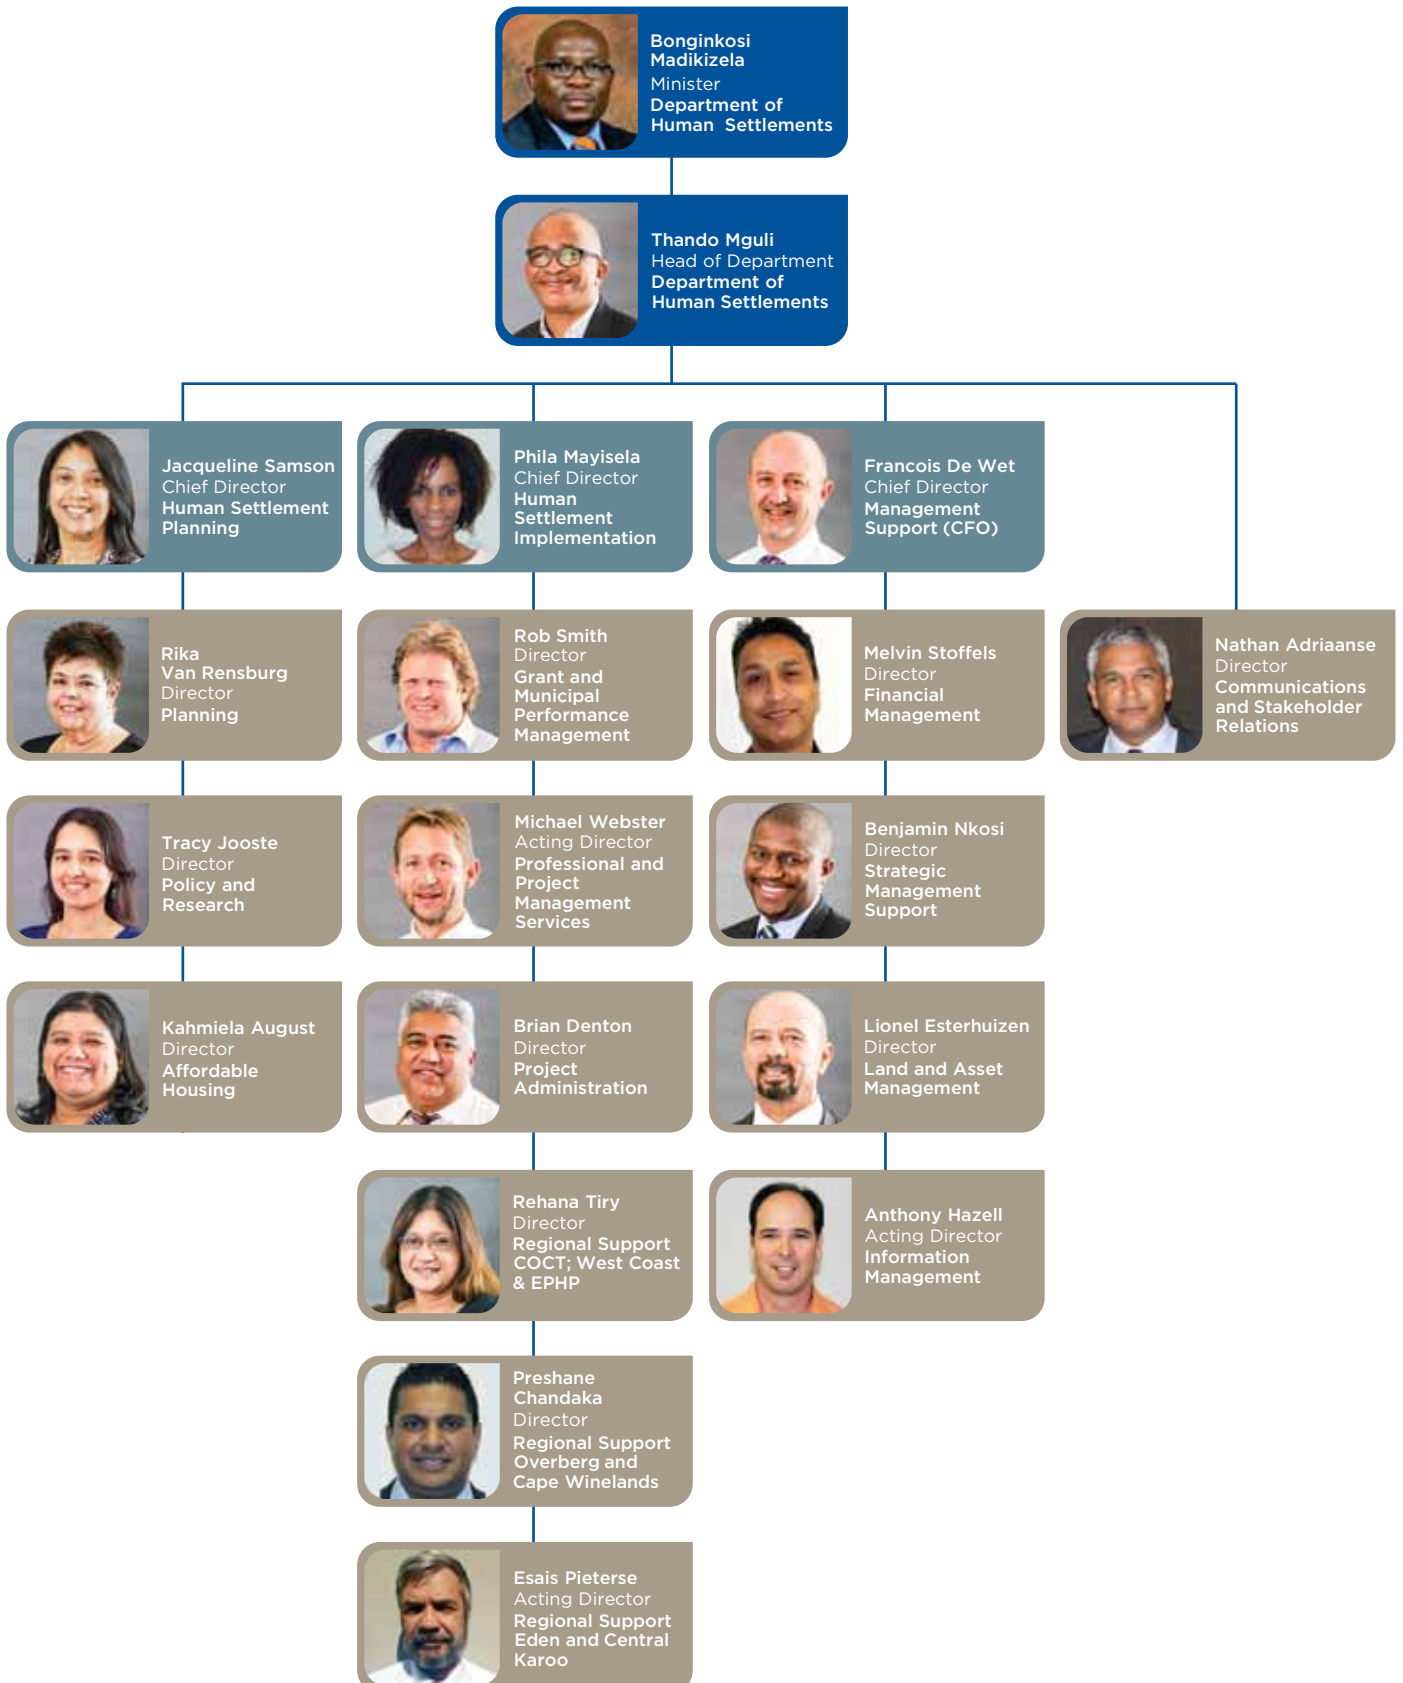 Bonginkosi
Madikizela
Minister
Department of
Human Settlements
Thando Mguli
Head of Department
Department of
Human Settlements
Jacqueline Samson
Chief Director
Human Settlement
Planning
Phila Mayisela
Chief Director
Human
Settlement
Implementation
Francois De Wet
Chief Director
Management
Support (CFO)
Rika
Van Rensburg
Director
Planning
Rob Smith
Director
Grant and
Municipal
Performance
Management
Melvin Stoffels
Director
Financial
Management
Nathan Adriaanse
Director
Communications
and Stakeholder
Relations
Tracy Jooste
Director
Policy and
Research
Michael Webster
Acting Director
Professional and
Project
Management
Services
Benjamin Nkosi
Director
Strategic
Management
Support
Kahmiela August
Director
Affordable
Housing
Brian Denton
Director
Project
Administration
Lionel Esterhuizen
Director
Land and Asset
Management
Rehana Tiry
Director
Regional Support
COCT; West Coast
& EPHP
Anthony Hazell
Acting Director
Information
Management
Preshane
Chandaka
Director
Regional Support
Overberg and
Cape Winelands
Esais Pieterse
Acting Director
Regional Support
Eden and Central
Karoo